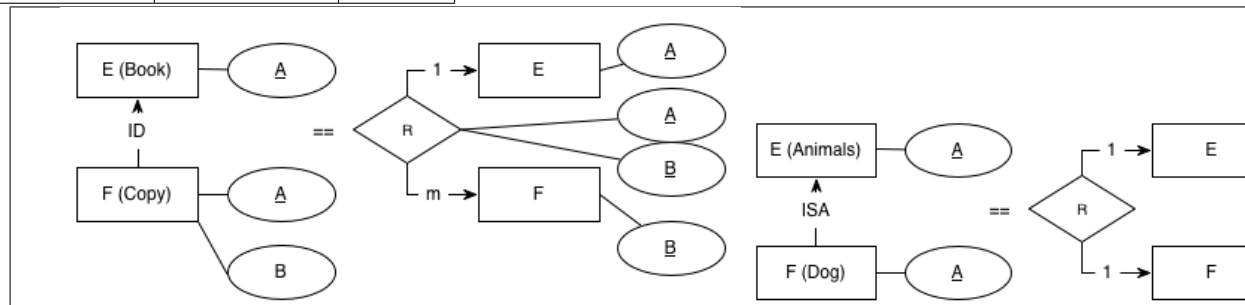 E (Book)
A
ID
F (Copy)
A
B
==
R
1
E
A
A
B
m
F
B
E (Animals)
A
ISA
F (Dog)
A
==
R
1
E
1
F